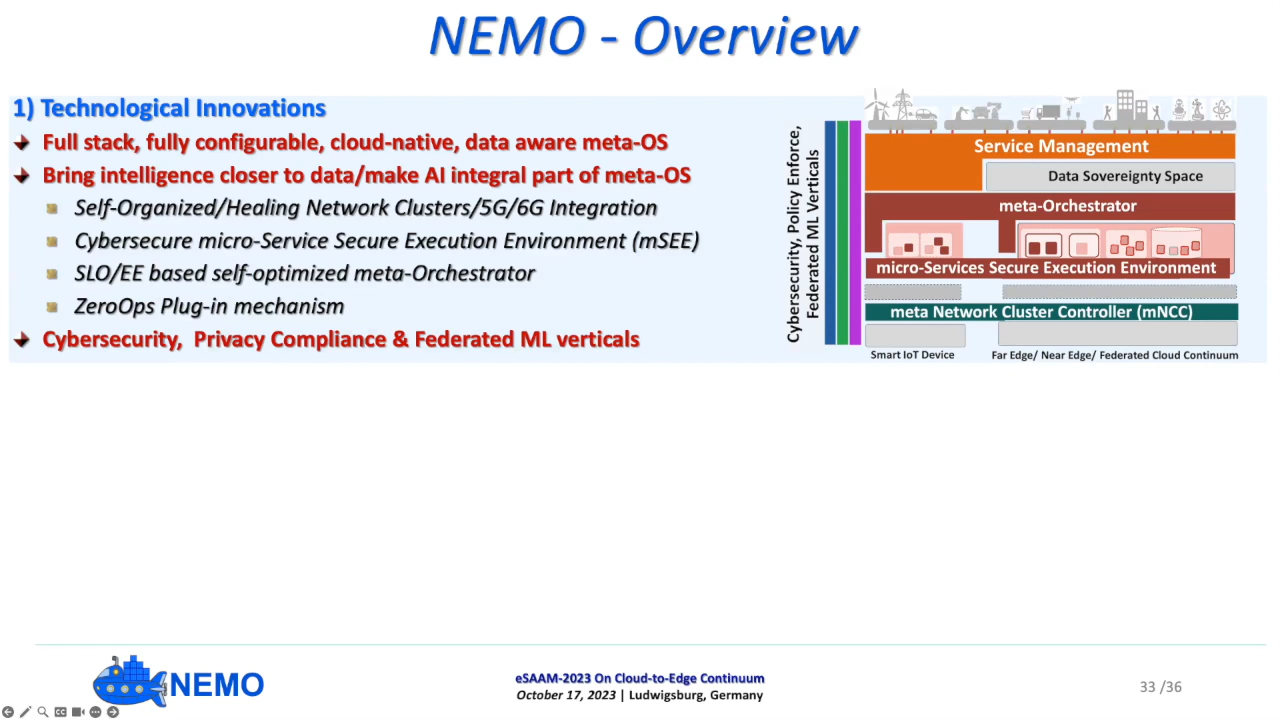 NEMO - Overview
1) Technological Innovations
Full stack, fully configurable, cloud-native, data aware meta-OS
Bring intelligence closer to data/make AI integral part of meta-OS
Self-Organized/Healing Network Clusters/5G/6G Integration
Cybersecure micro-Service Secure Execution Environment (mSEE)
SLO/EE based self-optimized meta-Orchestrator
ZeroOps Plug-in mechanism
Cybersecurity, Privacy Compliance & Federated ML verticals
Cybersecurity, Policy Enforce,
Federated ML Verticals
Service Management
Data Sovereignty Space
meta-Orchestrator
micro-Services Secure Execution Environment
meta Network Cluster Controller (mNCC)
Smart IoT Device
Far Edge/ Near Edge/ Federated Cloud Continuum
NEMO
eSAAM-2023 On Cloud-to-Edge Continuum
October 17, 2023 | Ludwigsburg, Germany
33 /36
CC